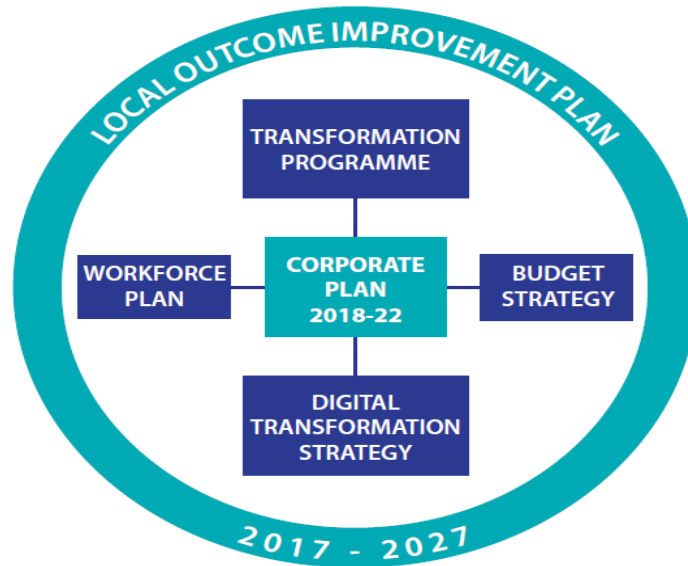 LOCAL OUTCOME IMPROVEMENT PLAN
TRANSFORMATION
PROGRAMME
WORKFORCE
PLAN
CORPORATE
PLAN
2018-22
BUDGET
STRATEGY
DIGITAL
TRANSFORMATION
STRATEGY
2017 - 2027